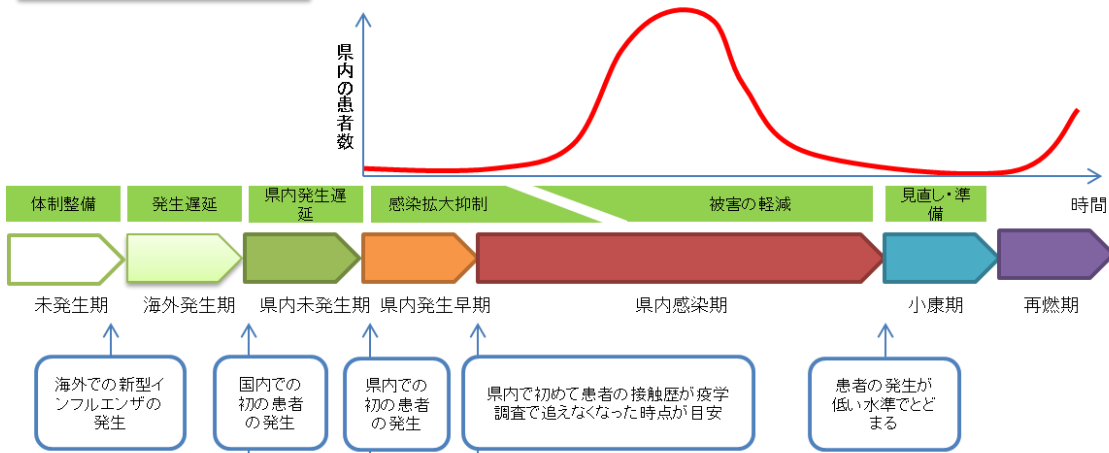 県内の患者数
体制整備
発生遅延
県内発生遅
延
感染拡大抑制
被害の軽減
見直し・準
備
時間
未発生期
海外発生期
県内未発生期
県内発生早期
県内感染期
小康期
再燃期
海外での新型イ
ンフルエンザの
発生
国内での
初の患者
の発生
県内での
初の患者
の発生
県内で初めて患者の接触歴が疫学
調査で追えなくなった時点が目安
患者の発生が
低い水準でとど
まる